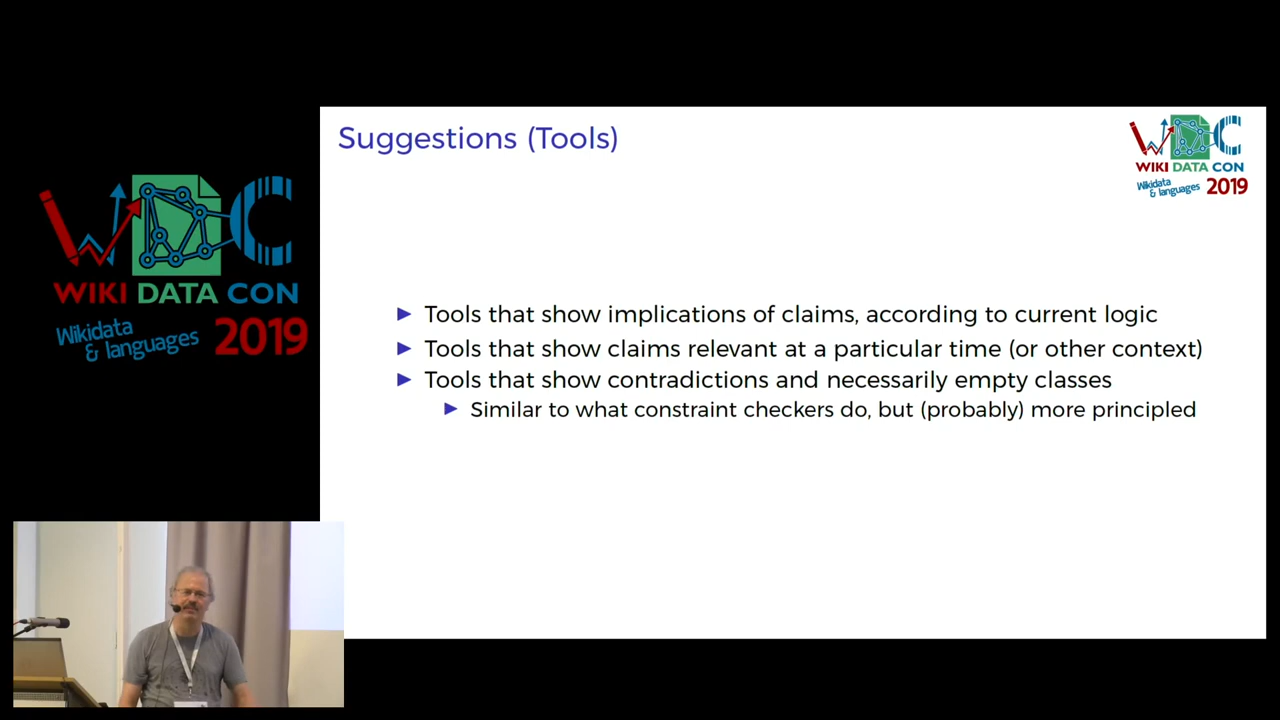 WDC
WIKI DATA CON
Wikidata
& languages 2019
Suggestions (Tools)
WDC
WIKI DATA CON
Wikidata
& languages 2019
Tools that show implications of claims, according to current logic
Tools that show claims relevant at a particular time (or other context)
Tools that show contradictions and necessarily empty classes
Similar to what constraint checkers do, but (probably) more principled